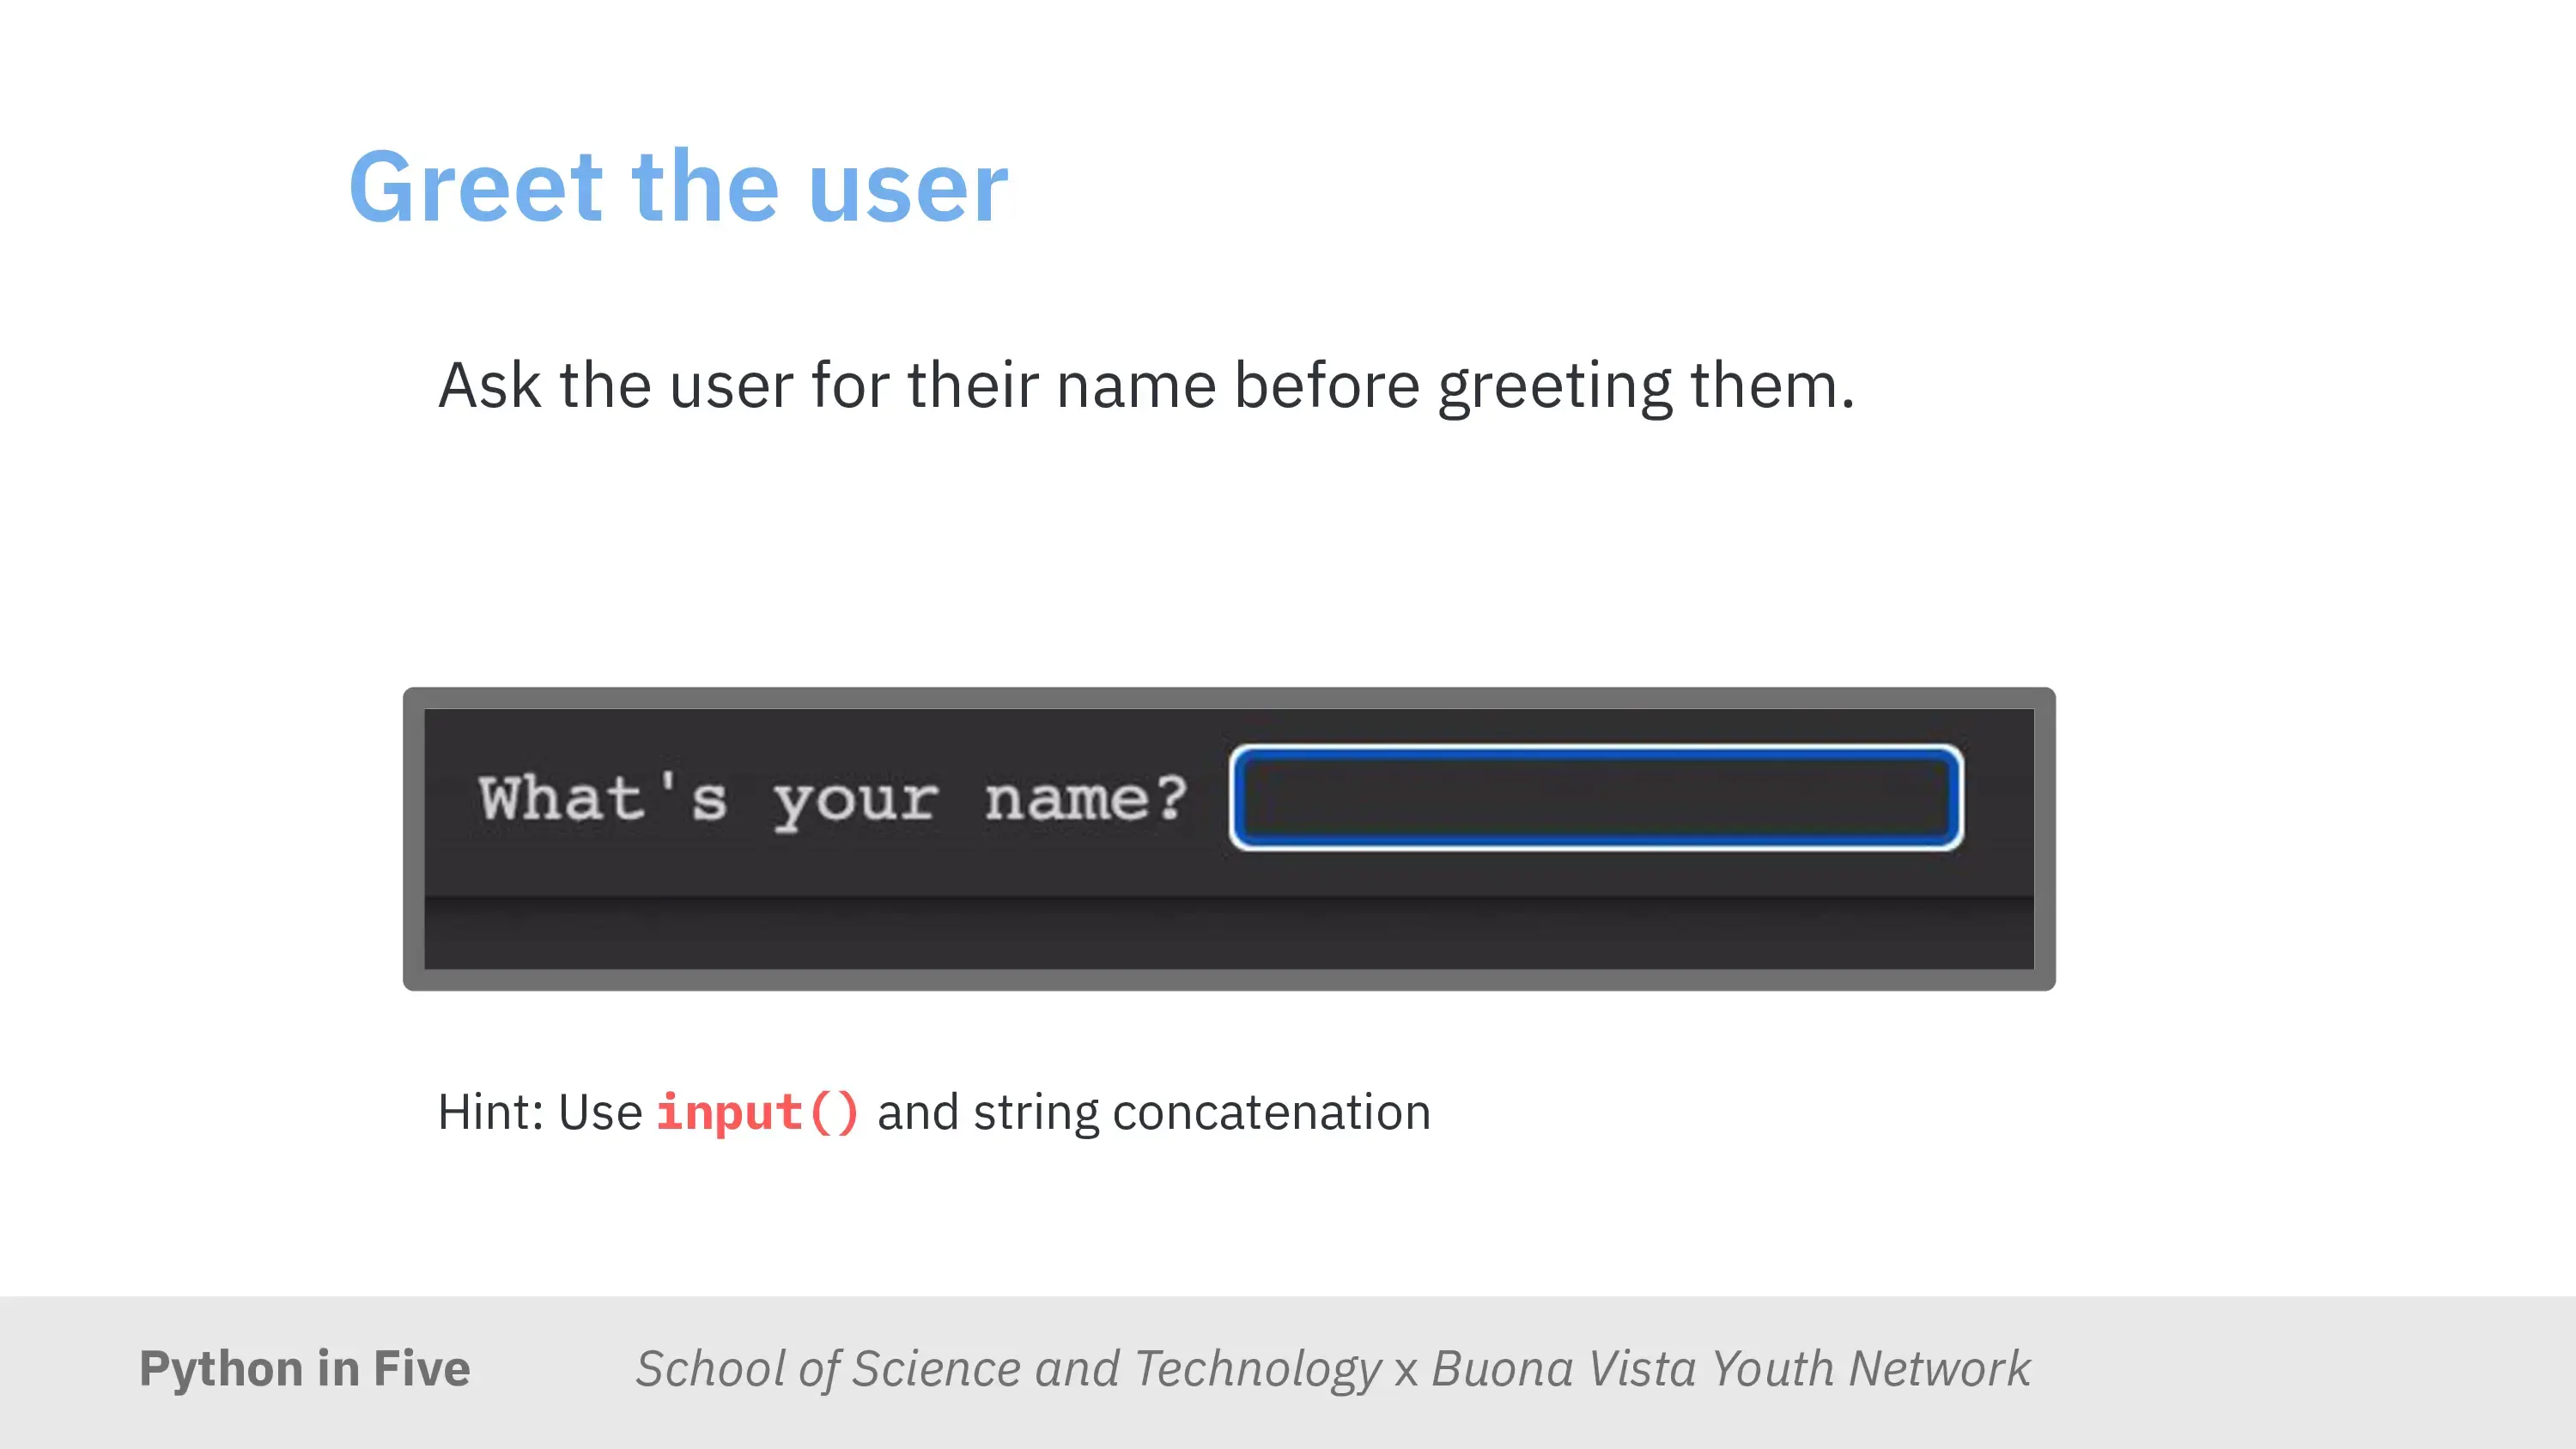 Greet the user
Ask the user for their name before greeting them.
What's your name?
Hint: Use input() and string concatenation
Python in Five School of Science and Technology x Buona Vista Youth Network